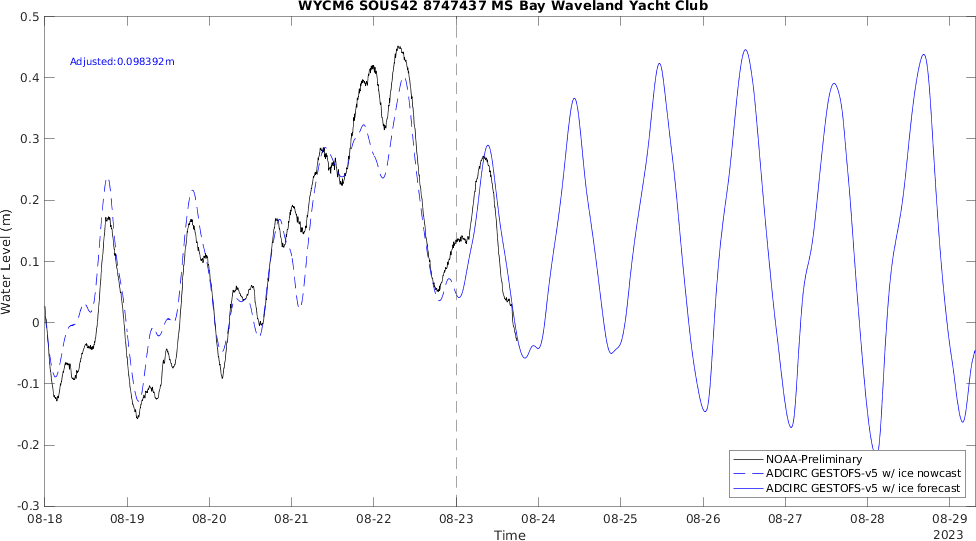 WYCM6 SOUS42 8747437 MS Bay Waveland Yacht Club
Adjusted:0.098392m
Water Level (m)
0.5
0.4
0.3
0.2
0.1
0
-0.1
-0.2
-0.3
NOAA-Preliminary
ADCIRC GESTOFS-v5 w/ ice nowcast
ADCIRC GESTOFS-v5 w/ ice forecast
08-18 08-19 08-20 08-21 08-22 08-23 08-24 08-25 08-26 08-27 08-28 08-29
Time
2023